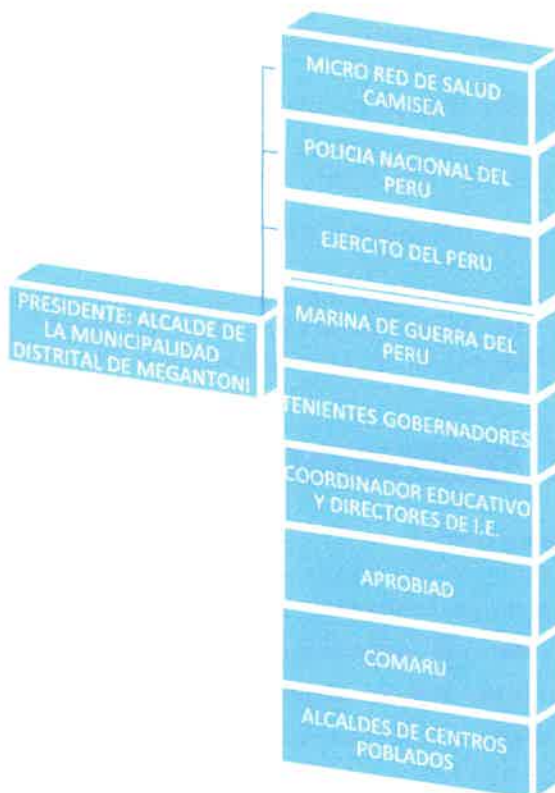 MICRO RED DE SALUD
CAMISEA
POLICIA NACIONAL DEL
PERU
EJERCITO DEL PERU
PRESIDENTE: ALCALDE DE
LA MUNICIPALIDAD
DISTRITAL DE MEGANTONI
MARINA DE GUERRA DEL
PERU
TENIENTES GOBERNADORES
COORDINADOR EDUCATIVO
Y DIRECTORES DE I.E.
APROBIAD
COMARU
ALCALDES DE CENTROS
POBLADOS